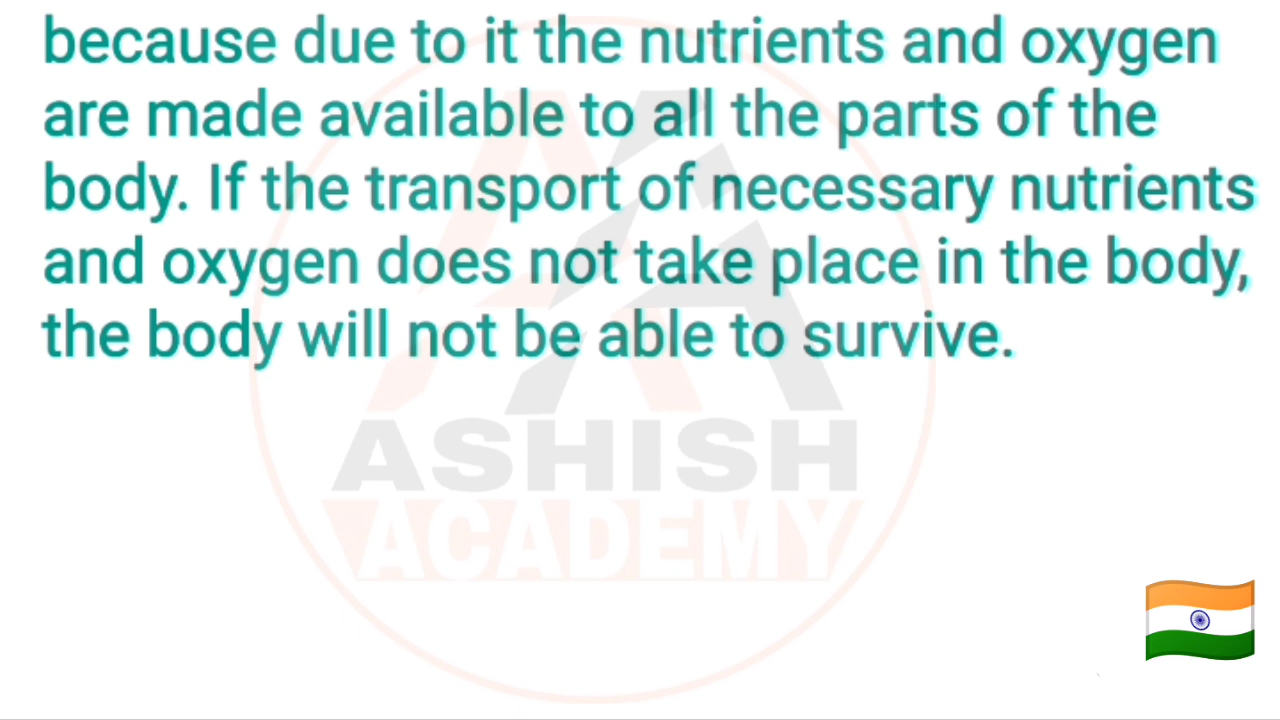 because due to it the nutrients and oxygen
are made available to all the parts of the
body. If the transport of necessary nutrients
and oxygen does not take place in the body,
the body will not be able to survive.
ASHISH
ACADEMY